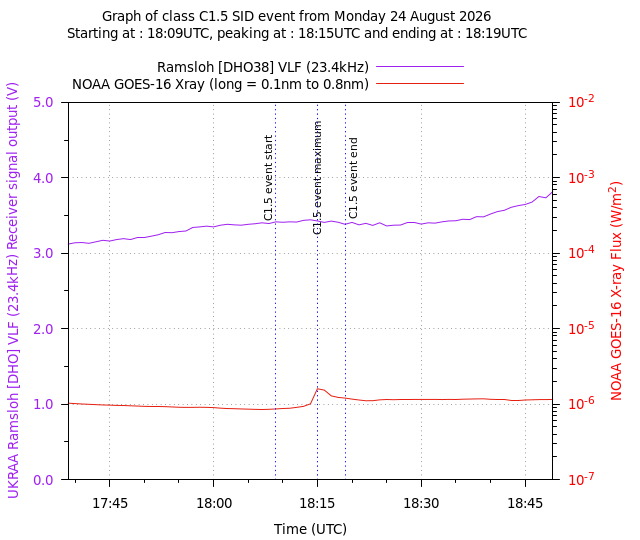 Graph of class C1.5 SID event from Monday 24 August 2026
Starting at : 18:09UTC, peaking at : 18:15UTC and ending at : 18:19UTC
Ramsloh [DHO38] VLF (23.4kHz)
NOAA GOES-16 Xray (long = 0.1nm to 0.8nm)
UKRAA Ramsloh [DHO] VLF (23.4kHz) Receiver signal output (V)
5.0
4.0
3.0
2.0
1.0
0.0
C1.5 event start
C1.5 event maximum
C1.5 event end
10-2
10-3
10-4
10-5
10-6
10-7
NOAA GOES-16 X-ray Flux (W/m2)
17:45 18:00 18:15 18:30 18:45
Time (UTC)